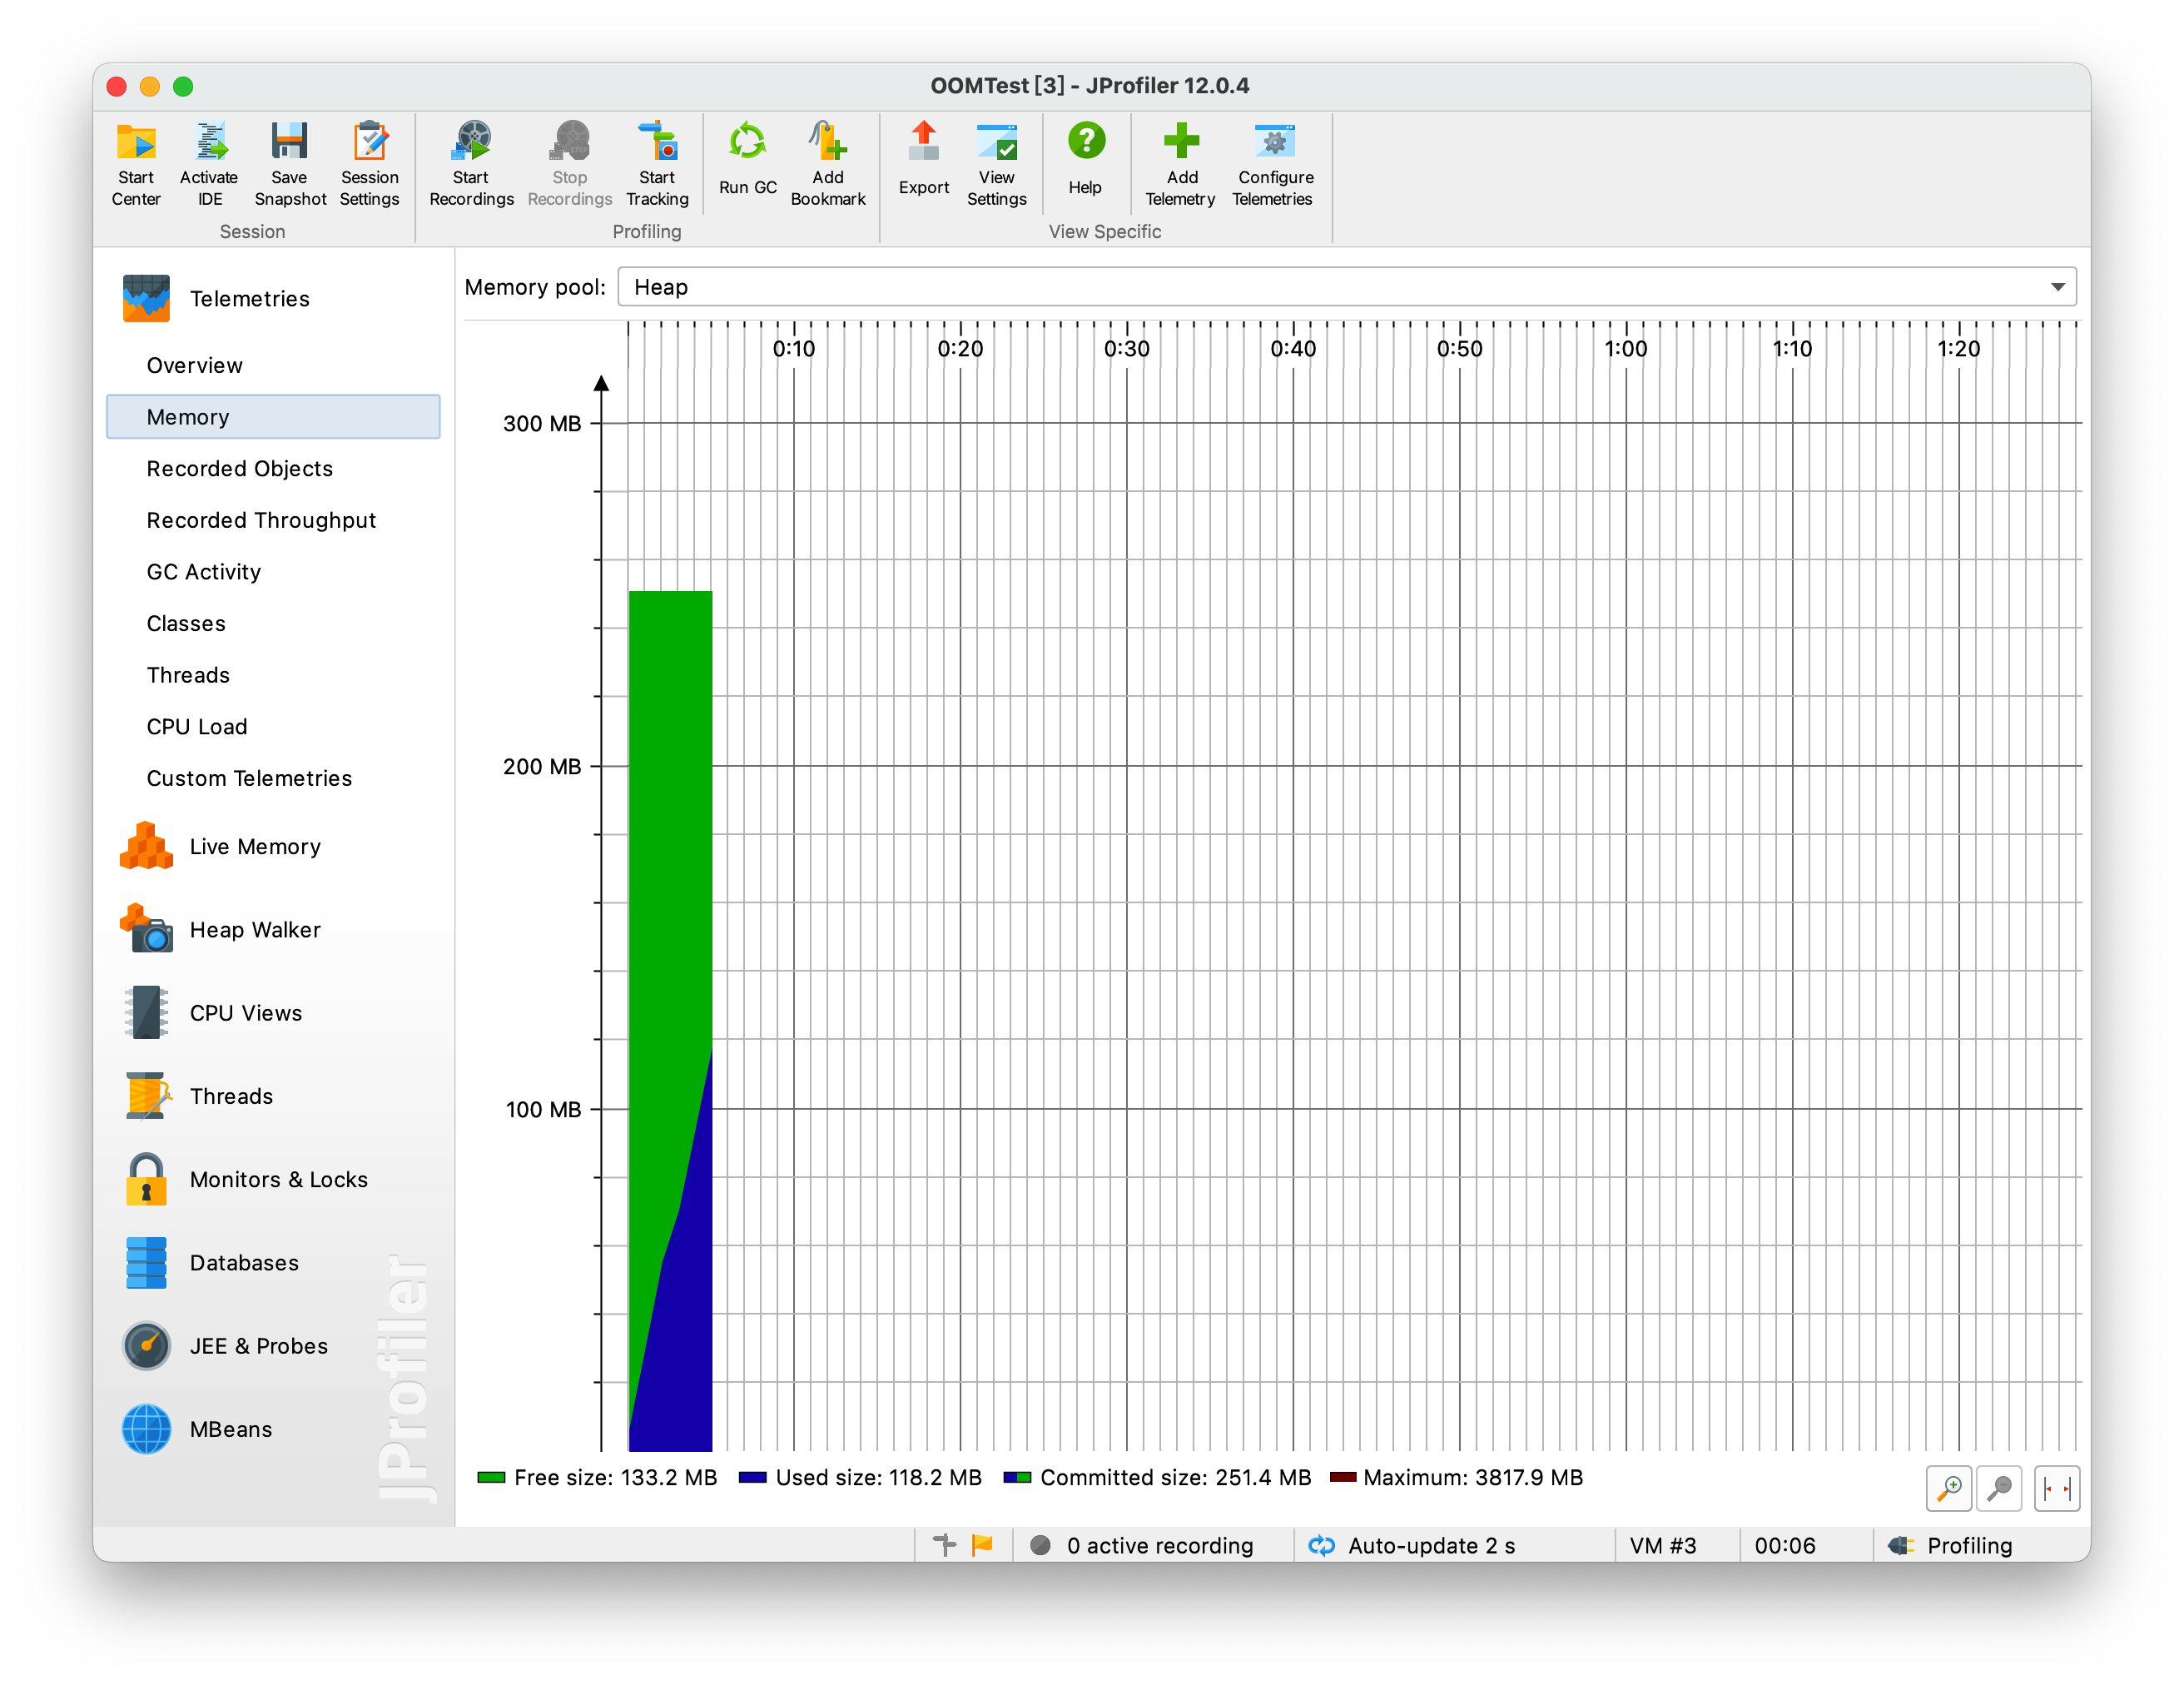 OOMTest [3] - JProfiler 12.0.4
Start Center
Activate IDE
Save Snapshot
Session Settings
Start Recordings
Stop Recordings
Start Tracking
Run GC
Add Bookmark
Export
View Settings
Help
Add Telemetry
Configure Telemetries
Session
Profiling
View Specific
Telemetries
Overview
Memory
Recorded Objects
Recorded Throughput
GC Activity
Classes
Threads
CPU Load
Custom Telemetries
Live Memory
Heap Walker
CPU Views
Threads
Monitors & Locks
Databases
JEE & Probes
MBeans
JProfiler
Memory pool: Heap
0:10 0:20 0:30 0:40 0:50 1:00 1:10 1:20
300 MB
200 MB
100 MB
Free size: 133.2 MB Used size: 118.2 MB Committed size: 251.4 MB Maximum: 3817.9 MB
0 active recording Auto-update 2 s VM #3 00:06 Profiling